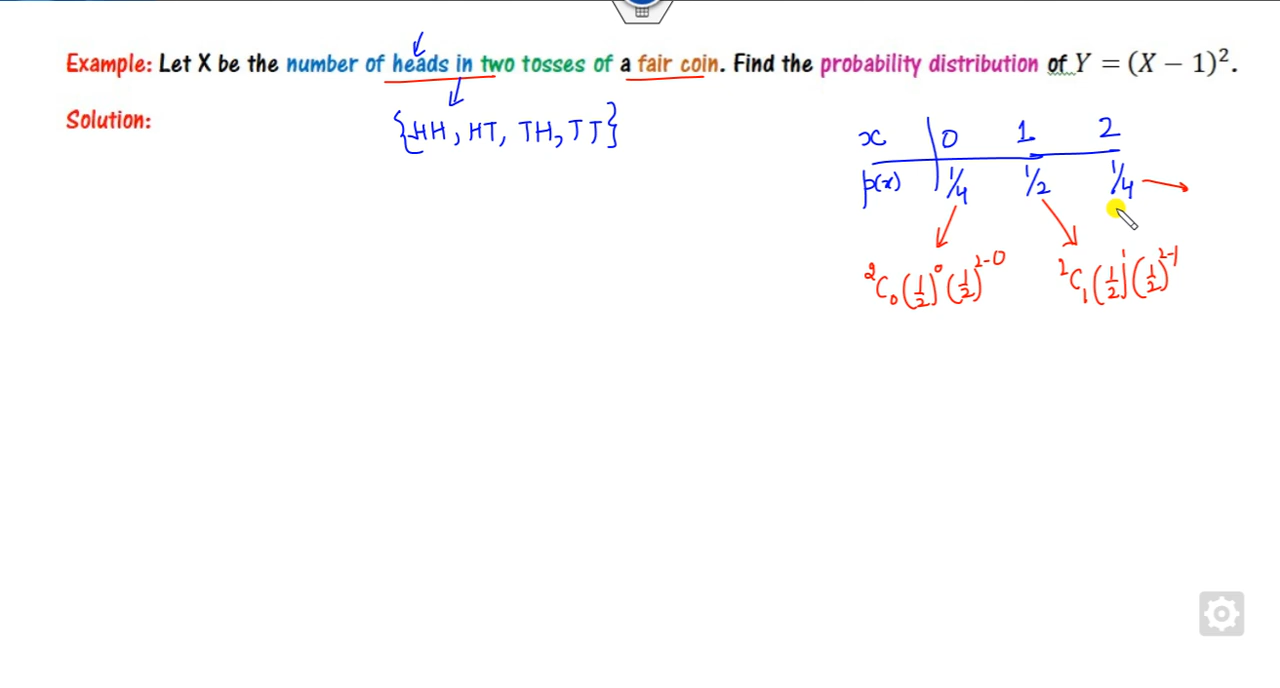 Example: Let X be the number of heads in two tosses of a fair coin. Find the probability distribution of Y = (X − 1)².
Solution:
{HH, HT, TH, TT}
x 0 1 2
p(x) 1/4 1/2 1/4
²C₀(1/2)⁰(1/2)²⁻⁰ ²C₁(1/2)¹(1/2)²⁻¹